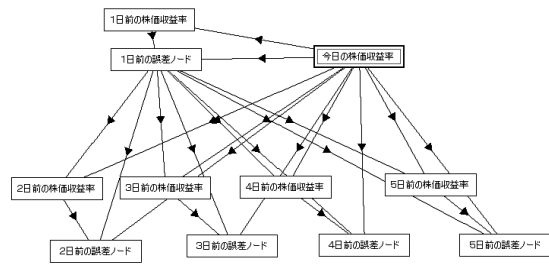 1日前の株価収益率
1日前の誤差ノード
今日の株価収益率
2日前の株価収益率
3日前の株価収益率
4日前の株価収益率
5日前の株価収益率
2日前の誤差ノード
3日前の誤差ノード
4日前の誤差ノード
5日前の誤差ノード